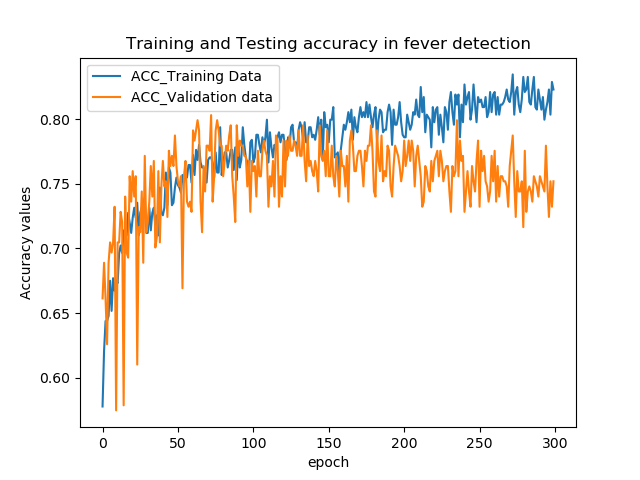 Training and Testing accuracy in fever detection
ACC_Training Data
ACC_Validation data
0.80
0.75
0.70
0.65
0.60
Accuracy values
0 50 100 150 200 250 300
epoch